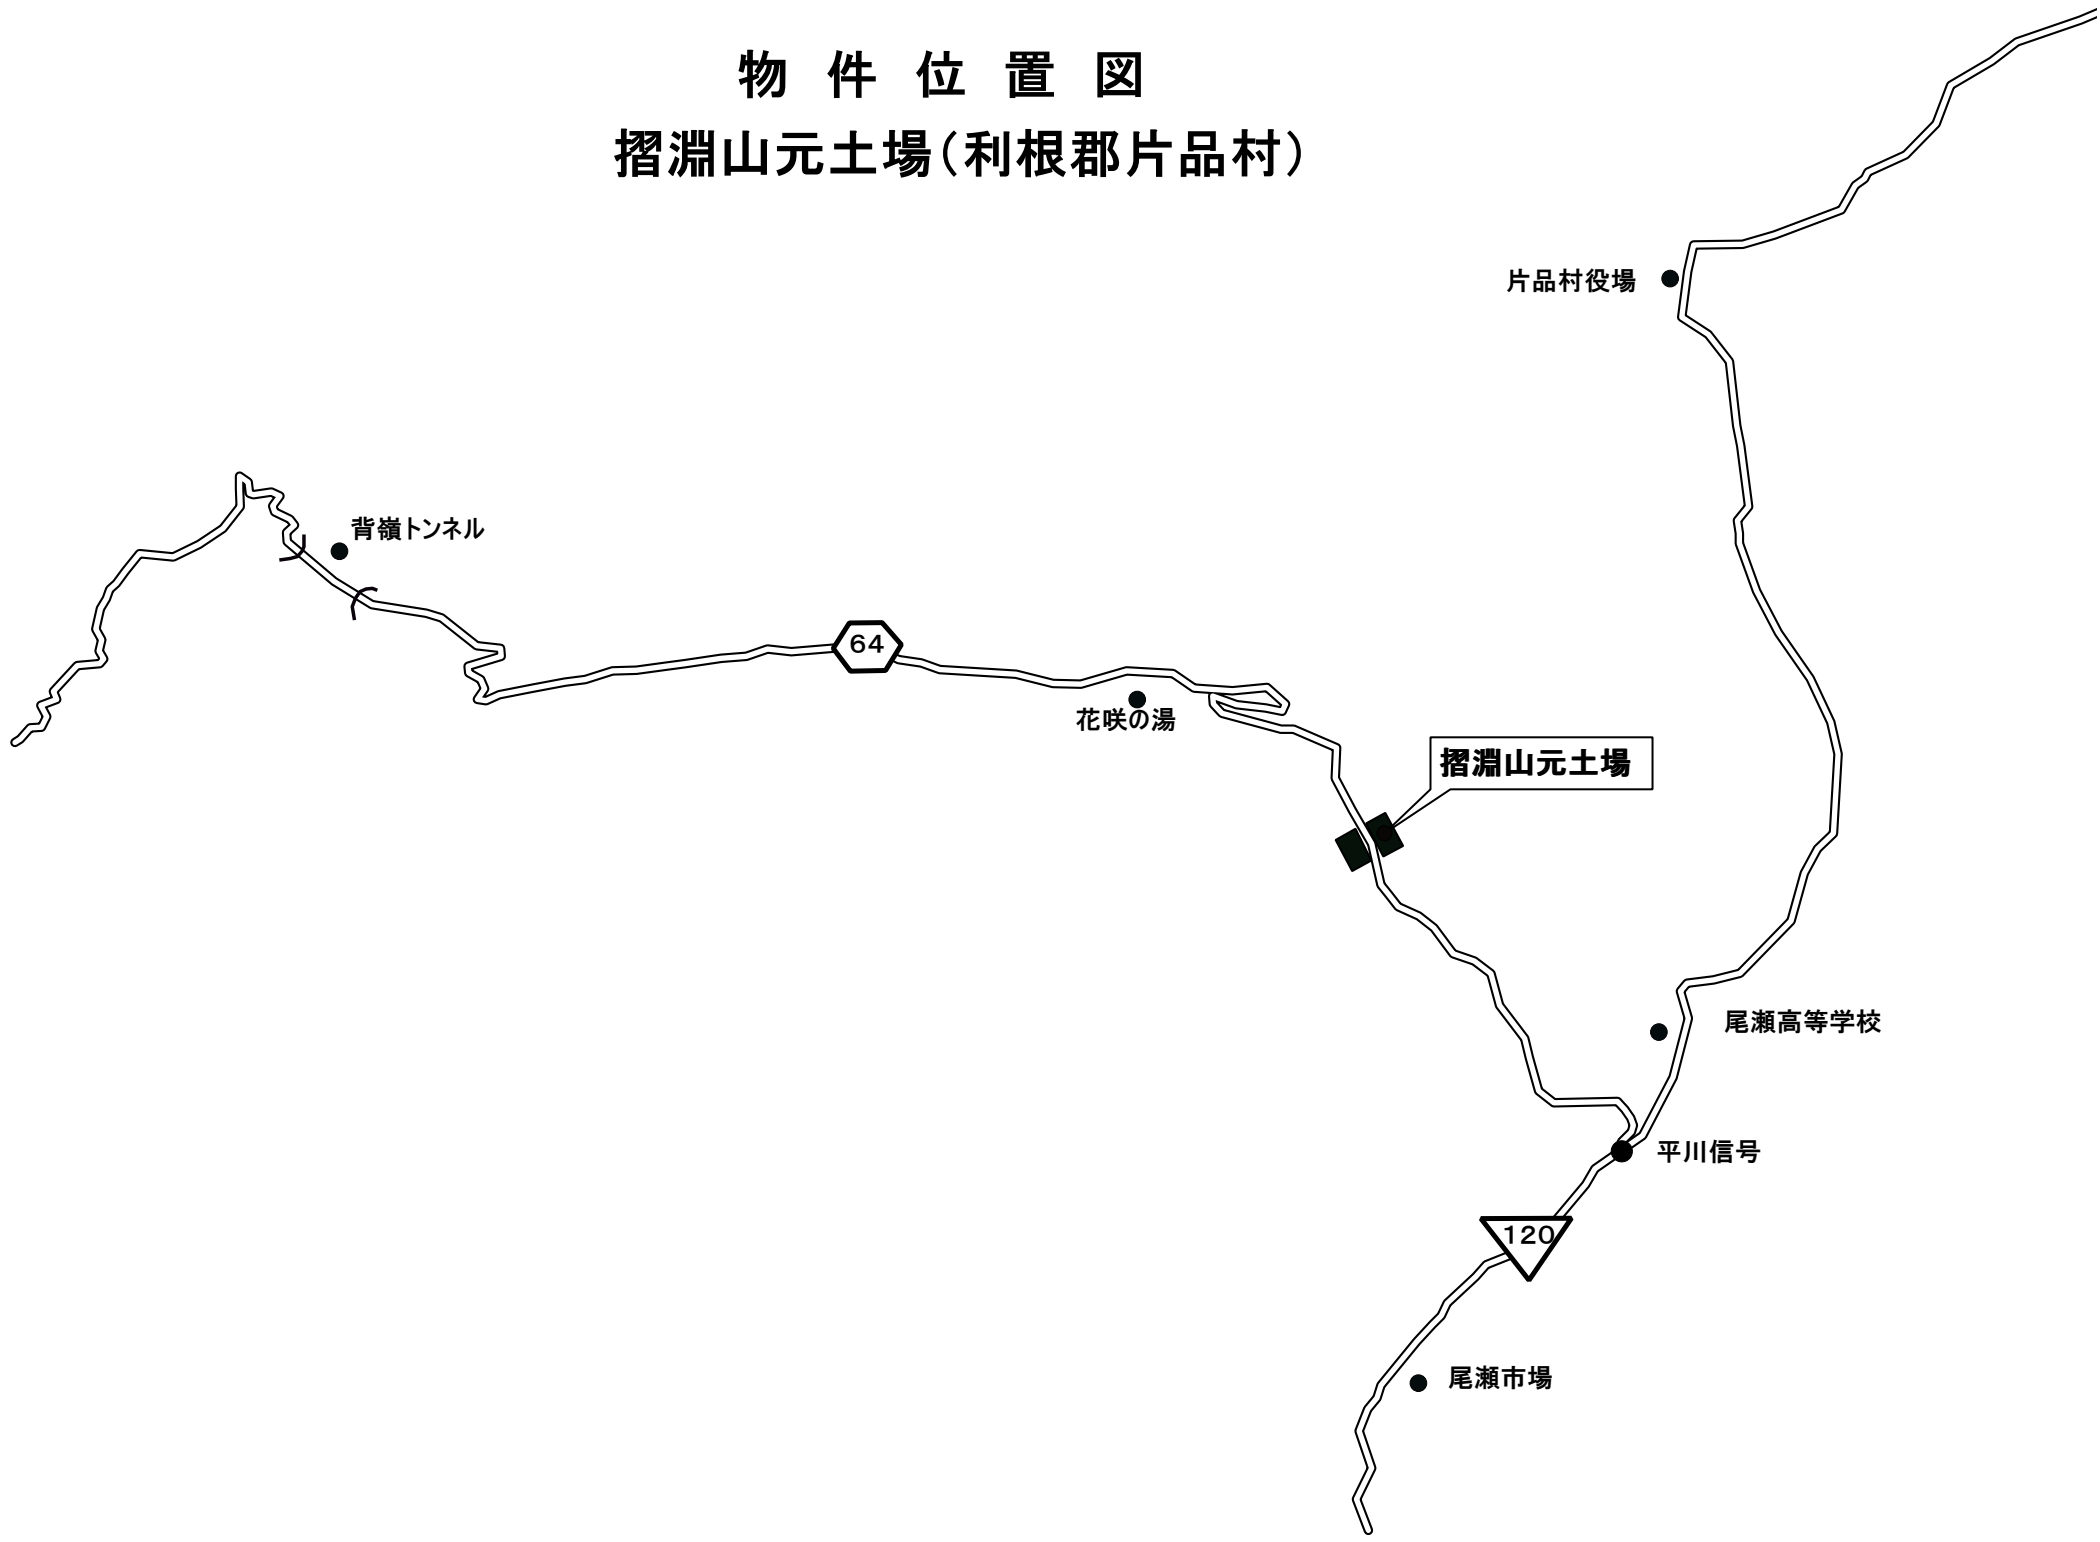 物件位置図
摺淵山元土場(利根郡片品村)
片品村役場
背嶺トンネル
64
花咲の湯
摺淵山元土場
尾瀬高等学校
平川信号
120
尾瀬市場